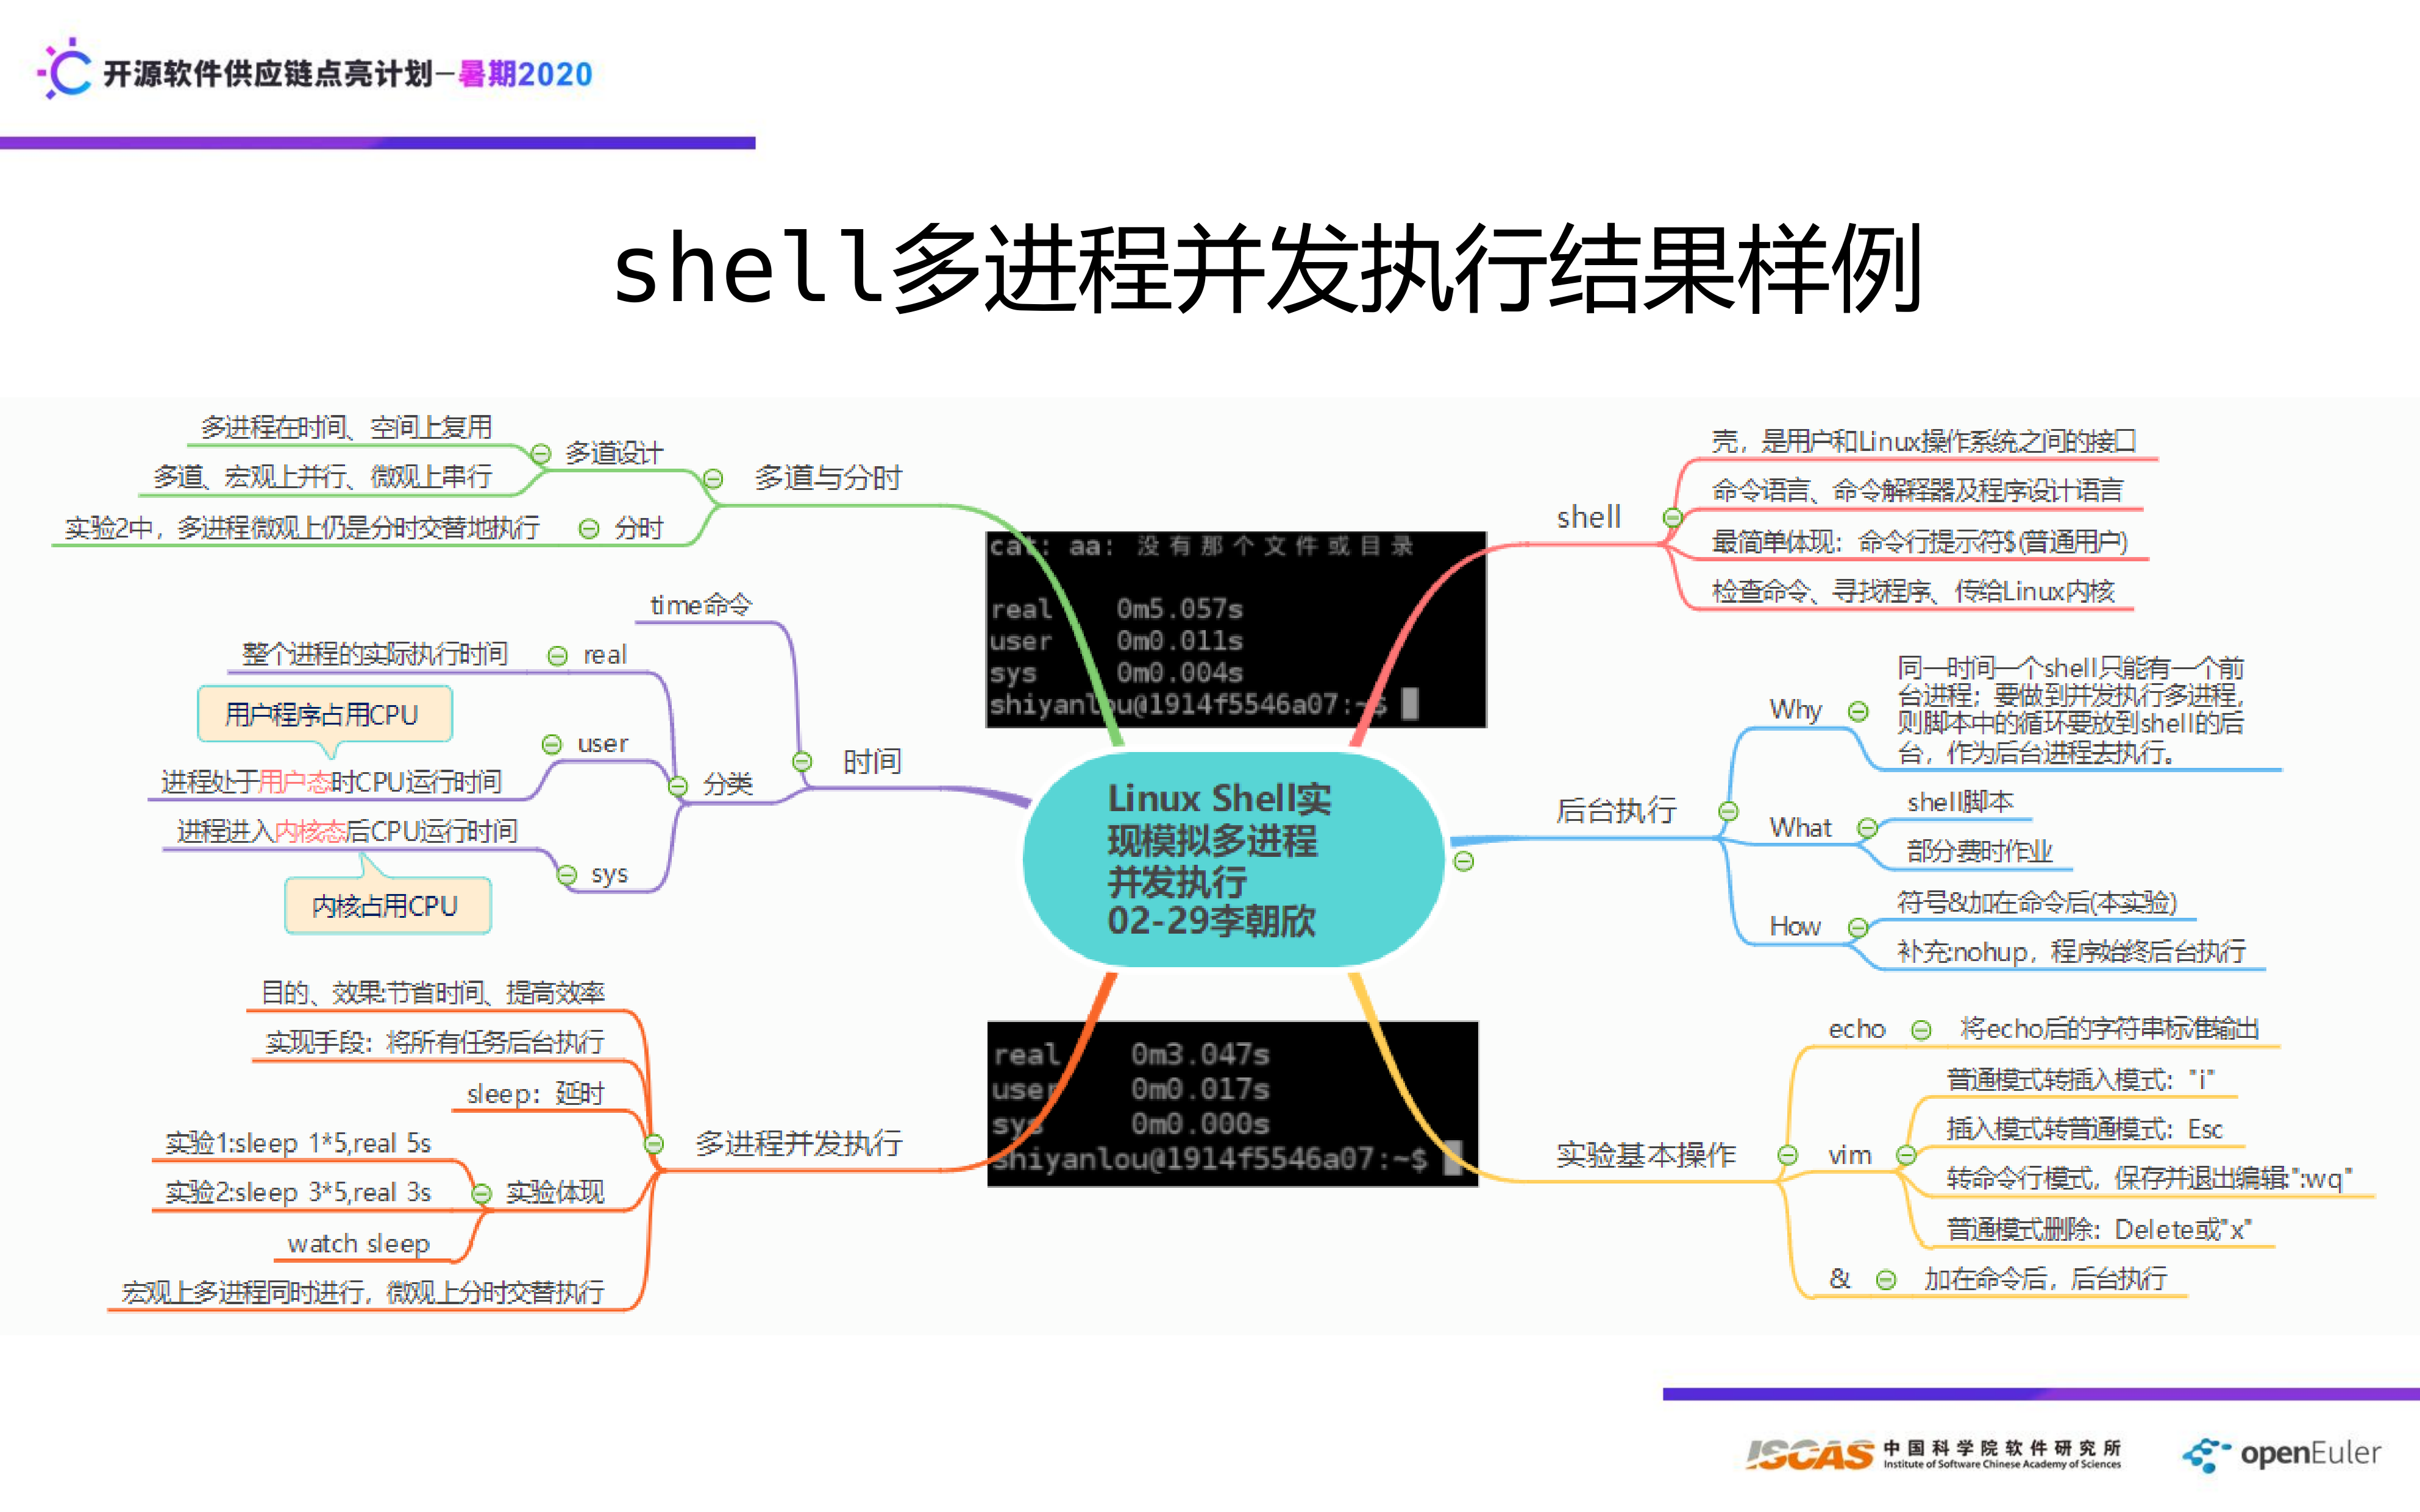 开源软件供应链点亮计划—暑期2020
shell多进程并发执行结果样例
多进程在时间、空间上复用
多道、宏观上并行、微观上串行
多道设计
实验2中，多进程微观上仍是分时交替地执行
分时
多道与分时
time命令
整个进程的实际执行时间
real
用户程序占用CPU
进程处于用户态时CPU运行时间
user
进程进入内核态后CPU运行时间
内核占用CPU
sys
分类
时间
目的、效果:节省时间、提高效率
实现手段：将所有任务后台执行
sleep：延时
实验1:sleep 1*5,real 5s
实验2:sleep 3*5,real 3s
watch sleep
实验体现
宏观上多进程同时进行，微观上分时交替执行
多进程并发执行
cat: aa: 没有那个文件或目录
real 0m5.057s
user 0m0.011s
sys 0m0.004s
shiyanlou@1914f5546a07:~$
Linux Shell实
现模拟多进程
并发执行
02-29李朝欣
real 0m3.047s
user 0m0.017s
sys 0m0.000s
shiyanlou@1914f5546a07:~$
shell
壳，是用户和Linux操作系统之间的接口
命令语言、命令解释器及程序设计语言
最简单体现：命令行提示符$(普通用户)
检查命令、寻找程序、传给Linux内核
后台执行
Why
同一时间一个shell只能有一个前
台进程；要做到并发执行多进程，
则脚本中的循环要放到shell的后
台，作为后台进程去执行。
What
shell脚本
部分费时作业
How
符号&加在命令后(本实验)
补充:nohup，程序始终后台执行
实验基本操作
echo
将echo后的字符串标准输出
vim
普通模式转插入模式："i"
插入模式转普通模式：Esc
转命令行模式，保存并退出编辑:":wq"
普通模式删除：Delete或"x"
&
加在命令后，后台执行
ISCAS 中国科学院软件研究所
Institute of Software Chinese Academy of Sciences
openEuler